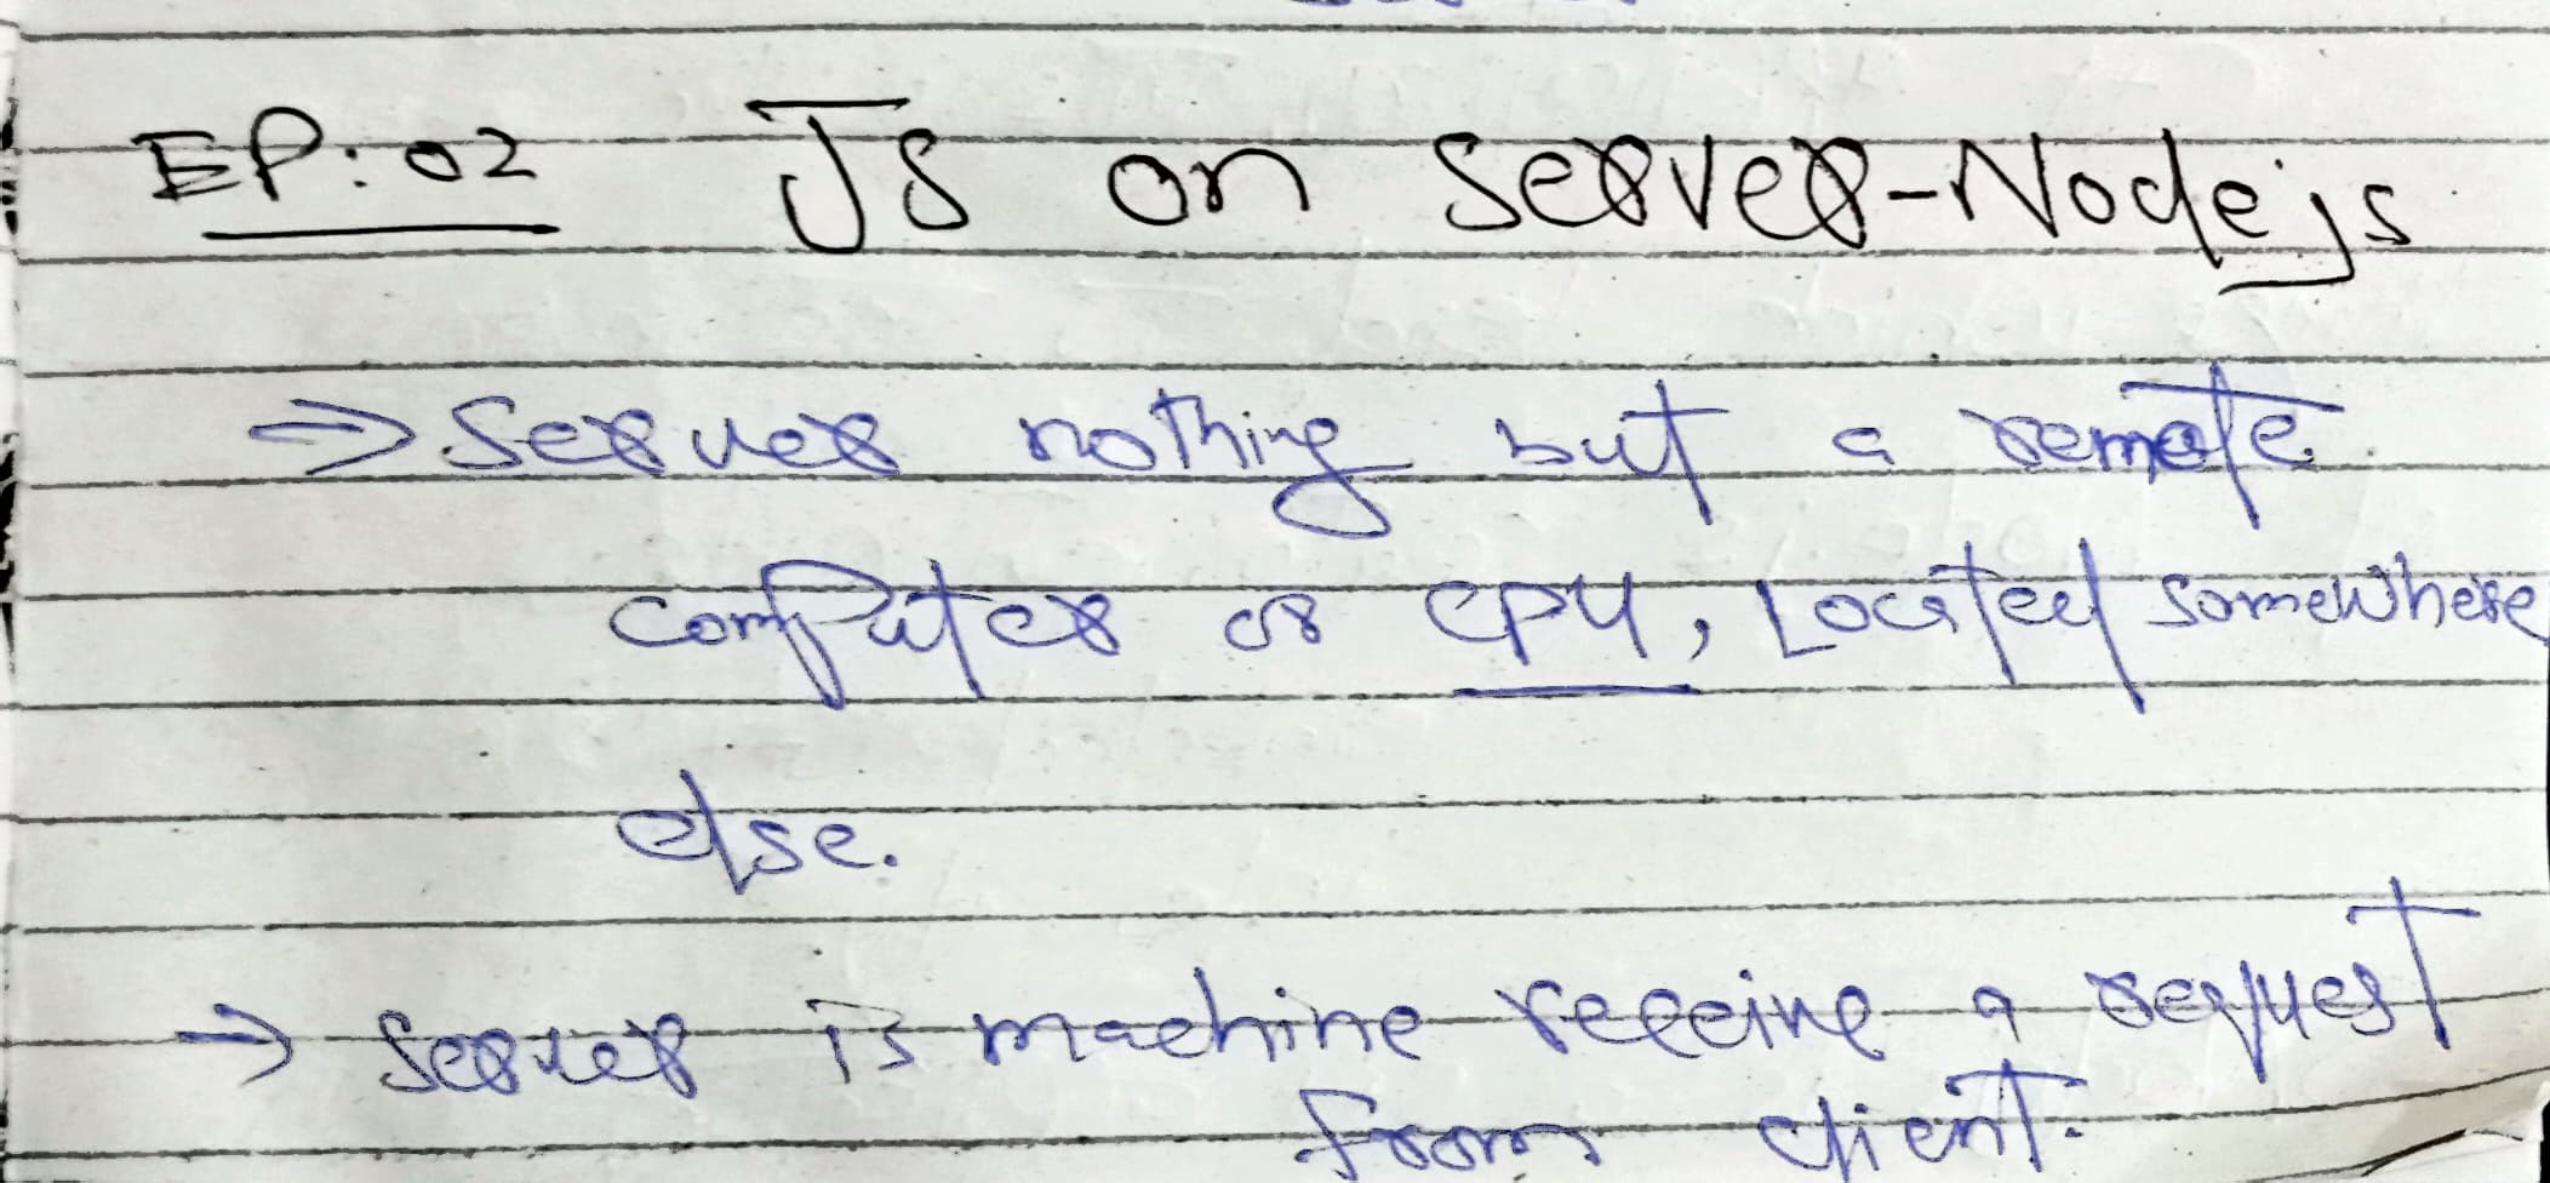 EP:02 JS on Server-Nodejs
→ Server nothing but a remote
computer or CPU, Located somewhere
else.
→ Server is machine receive a request
from client.